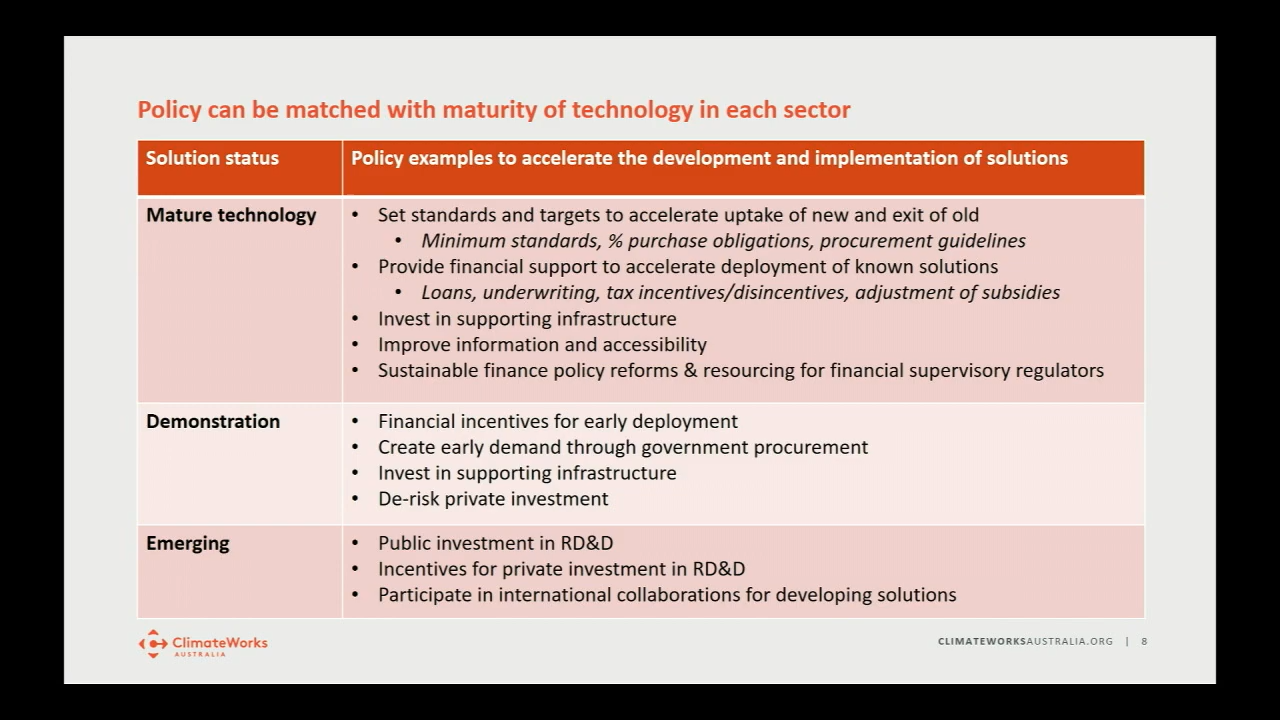 Policy can be matched with maturity of technology in each sector
Solution status
Policy examples to accelerate the development and implementation of solutions
Mature technology
• Set standards and targets to accelerate uptake of new and exit of old
• Minimum standards, % purchase obligations, procurement guidelines
• Provide financial support to accelerate deployment of known solutions
• Loans, underwriting, tax incentives/disincentives, adjustment of subsidies
• Invest in supporting infrastructure
• Improve information and accessibility
• Sustainable finance policy reforms & resourcing for financial supervisory regulators
Demonstration
• Financial incentives for early deployment
• Create early demand through government procurement
• Invest in supporting infrastructure
• De-risk private investment
Emerging
• Public investment in RD&D
• Incentives for private investment in RD&D
• Participate in international collaborations for developing solutions
ClimateWorks
AUSTRALIA
CLIMATEWORKSAUSTRALIA.ORG | 8